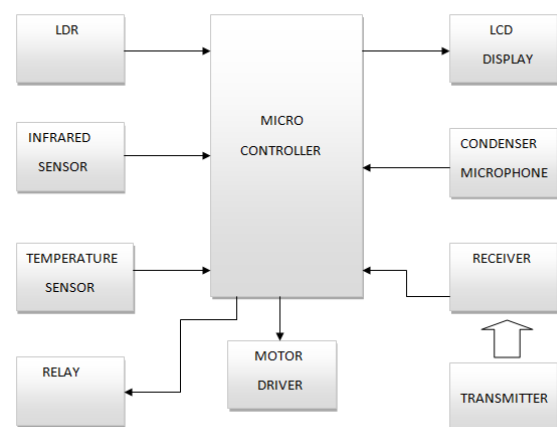 LDR
INFRARED
SENSOR
TEMPERATURE
SENSOR
RELAY
MICRO
CONTROLLER
MOTOR
DRIVER
LCD
DISPLAY
CONDENSER
MICROPHONE
RECEIVER
TRANSMITTER